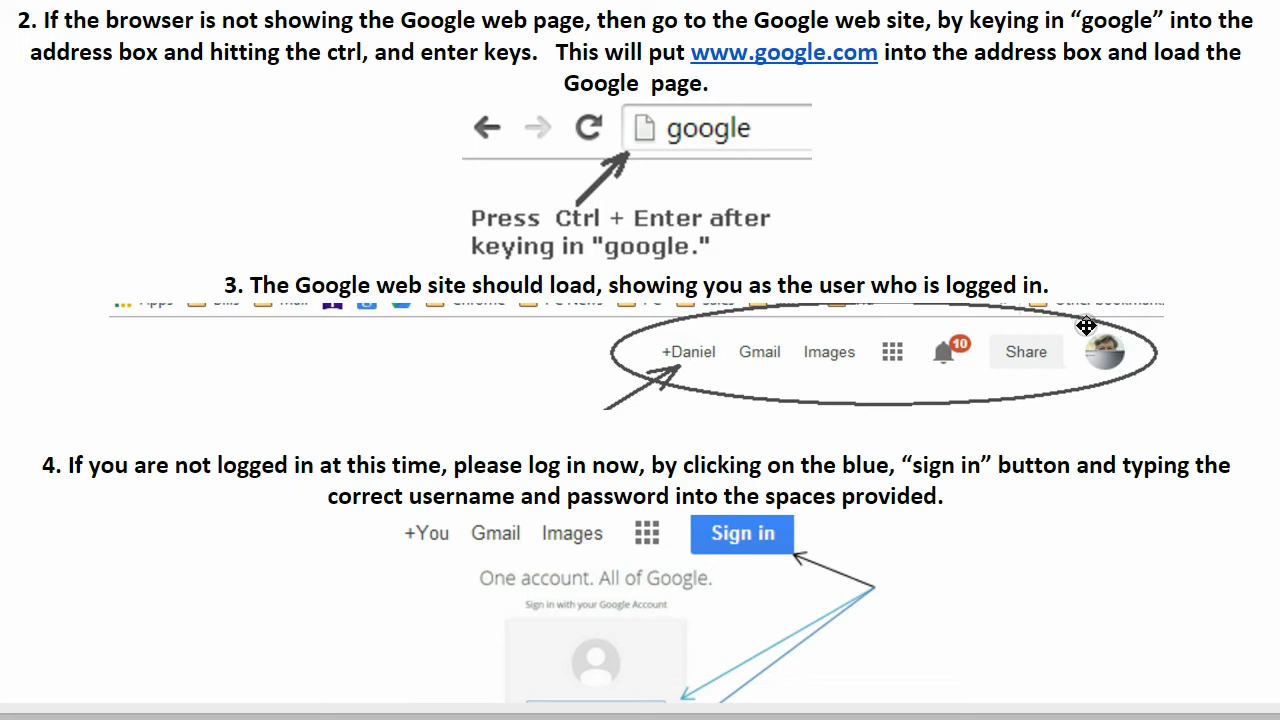 2. If the browser is not showing the Google web page, then go to the Google web site, by keying in “google” into the
address box and hitting the ctrl, and enter keys.   This will put www.google.com into the address box and load the
Google  page.
google
Press  Ctrl + Enter after
keying in "google."
3. The Google web site should load, showing you as the user who is logged in.
+Daniel Gmail Images 10 Share
4. If you are not logged in at this time, please log in now, by clicking on the blue, “sign in” button and typing the
correct username and password into the spaces provided.
+You Gmail Images Sign in
One account. All of Google.
Sign in with your Google Account